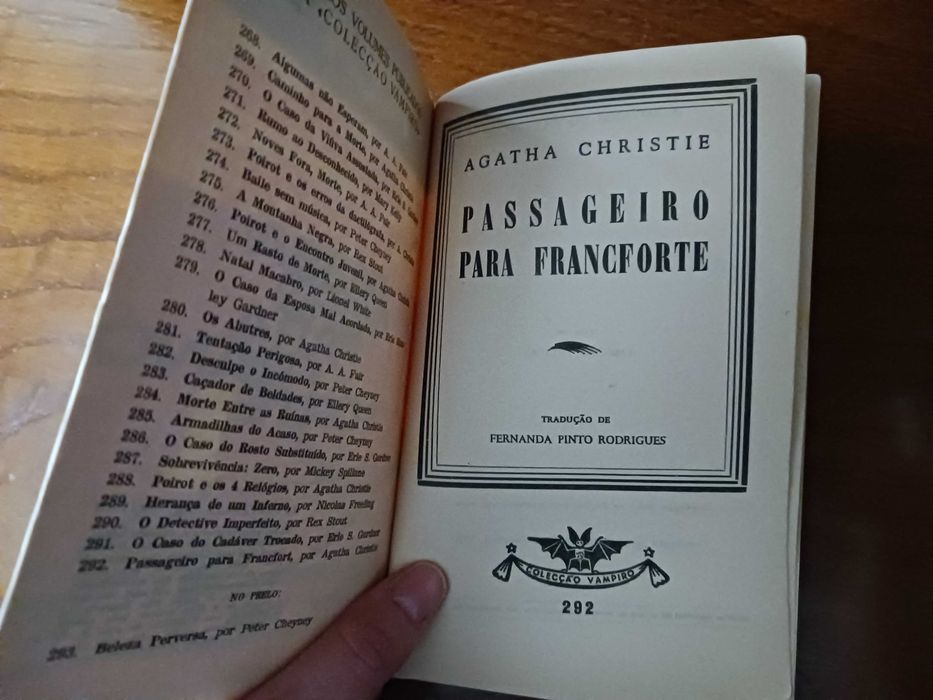 OS VOLUMES PUBLICADOS
«COLECÇÃO VAMPIRO»
268. Algumas não Esperam, por A. A. Fair
269. Caminho para a Morte, por Agatha Christie
270. O Caso da Viúva Assustada, por Erle S. Gardner
271. Rumo ao Desconhecido, por Mary Kelly
272. Noves Fora, Morte, por A. A. Fair
273. Poirot e os erros da dactilógrafa, por A. Christie
274. Baile sem música, por Peter Cheyney
275. A Montanha Negra, por Rex Stout
276. Poirot e o Encontro Juvenil, por Agatha Christie
277. Um Rasto de Morte, por Ellery Queen
278. Natal Macabro, por Lionel White
279. O Caso da Esposa Mal Acordada, por Erle
ley Gardner
280. Os Abutres, por Agatha Christie
281. Tentação Perigosa, por A. A. Fair
282. Desculpe o Incómodo, por Peter Cheyney
283. Caçador de Beldades, por Ellery Queen
284. Morte Entre as Ruínas, por Agatha Christie
285. Armadilhas do Acaso, por Peter Cheyney
286. O Caso do Rosto Substituído, por Erle S. Gardner
287. Sobrevivência: Zero, por Mickey Spillane
288. Poirot e os 4 Relógios, por Agatha Christie
289. Herança de um Inferno, por Nicolas Freeling
290. O Detective Imperfeito, por Rex Stout
291. O Caso do Cadáver Trocado, por Erle S. Gardner
292. Passageiro para Francfort, por Agatha Christie
NO PRELO:
293. Beleza Perversa, por Peter Cheyney
AGATHA CHRISTIE
PASSAGEIRO
PARA FRANCFORTE
TRADUÇÃO DE
FERNANDA PINTO RODRIGUES
COLECÇÃO VAMPIRO
292